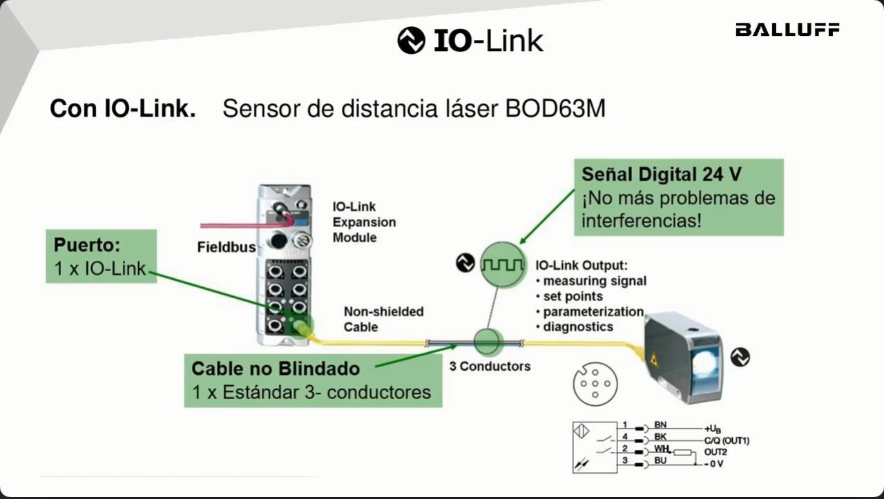 IO-Link
BALLUFF
Con IO-Link. Sensor de distancia láser BOD63M
Señal Digital 24 V
¡No más problemas de
interferencias!
IO-Link
Expansion
Module
Fieldbus
Puerto:
1 x IO-Link
IO-Link Output:
• measuring signal
• set points
• parameterization
• diagnostics
Non-shielded
Cable
Cable no Blindado
1 x Estándar 3- conductores
3 Conductors
1 BN +UB
4 BK C/Q (OUT1)
2 WH OUT2
3 BU - 0 V